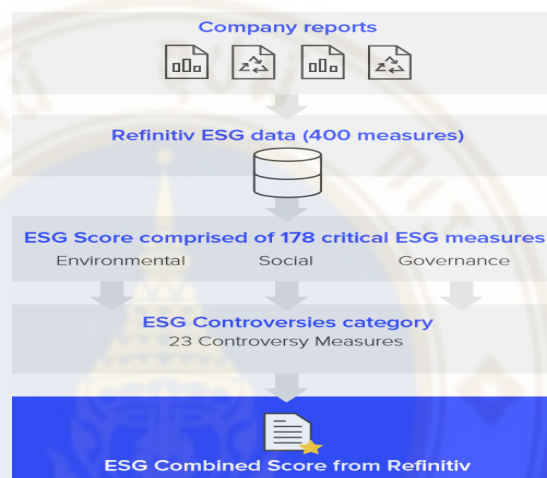 Company reports
Refinitiv ESG data (400 measures)
ESG Score comprised of 178 critical ESG measures
Environmental Social Governance
ESG Controversies category
23 Controversy Measures
ESG Combined Score from Refinitiv